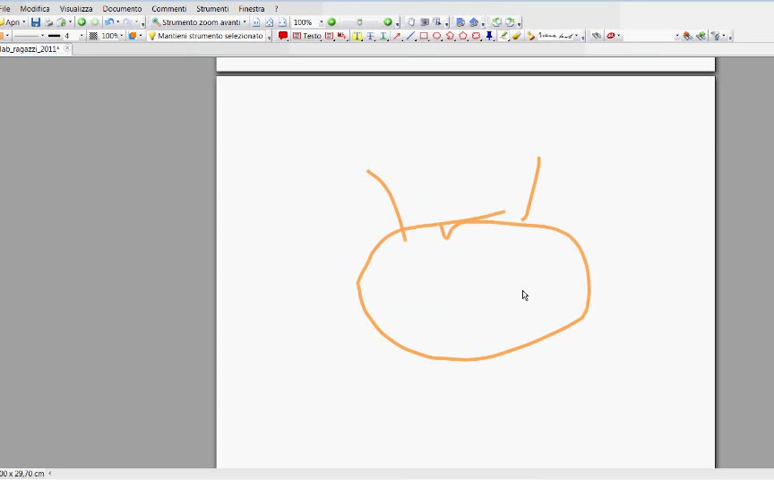 File Modifica Visualizza Documento Commenti Strumenti Finestra ?
Apri Strumento zoom avanti 100%
4 100% Mantieni strumento selezionato Testo
lab_ragazzi_2011*
00 x 29,70 cm